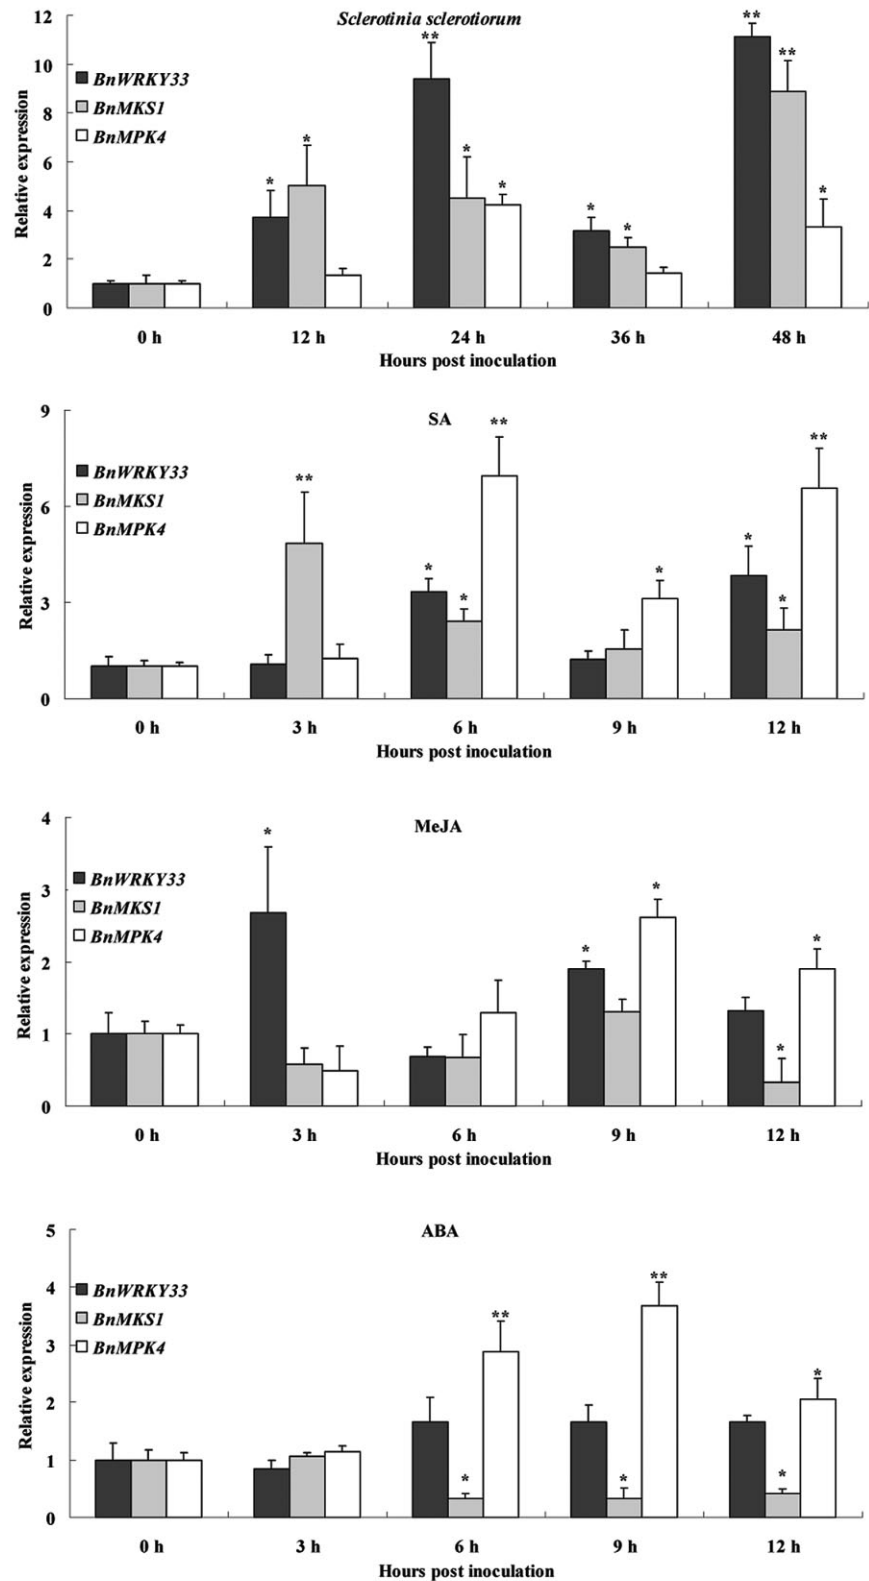 Sclerotinia sclerotiorum
12
**
**
**
10
BnWRKY33
BnMKS1
BnMPK4
8
Relative expression
6
*
*
*
*
*
*
*
4
2
0
0 h 12 h 24 h 36 h 48 h
Hours post inoculation
SA
9
**
**
BnWRKY33
BnMKS1
BnMPK4
**
6
Relative expression
*
*
*
*
*
3
0
0 h 3 h 6 h 9 h 12 h
Hours post inoculation
MeJA
4
*
BnWRKY33
BnMKS1
BnMPK4
3
*
*
*
Relative expression
2
1
*
0
0 h 3 h 6 h 9 h 12 h
Hours post inoculation
ABA
5
BnWRKY33
BnMKS1
BnMPK4
**
**
4
3
*
Relative expression
2
1
*
*
*
0
0 h 3 h 6 h 9 h 12 h
Hours post inoculation